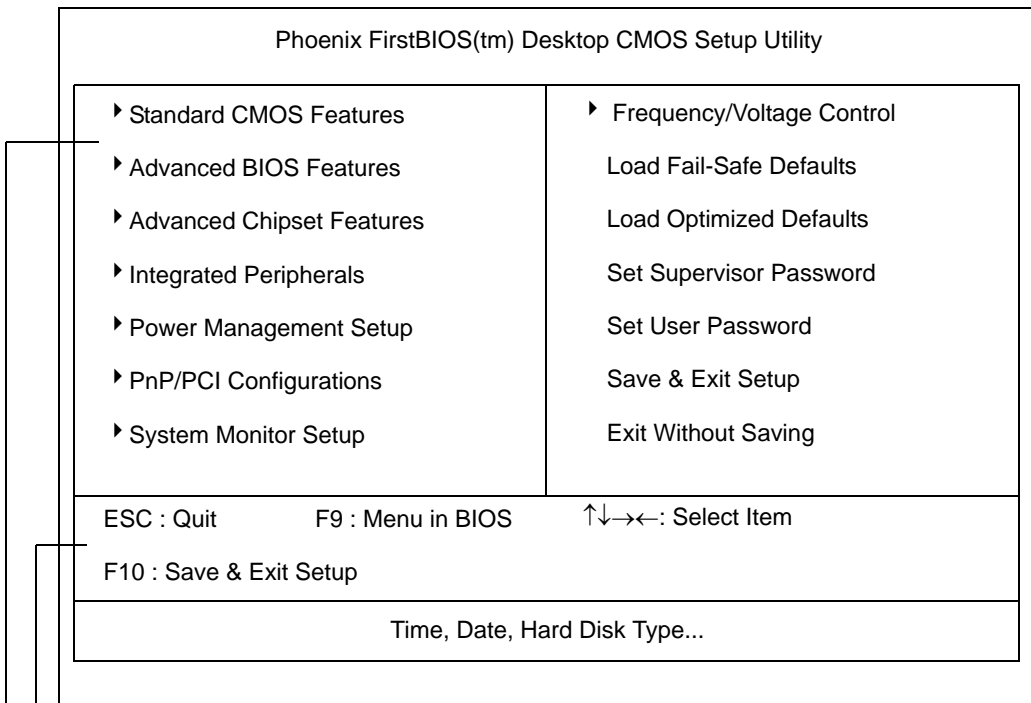 Phoenix FirstBIOS(tm) Desktop CMOS Setup Utility
Standard CMOS Features
Advanced BIOS Features
Advanced Chipset Features
Integrated Peripherals
Power Management Setup
PnP/PCI Configurations
System Monitor Setup
Frequency/Voltage Control
Load Fail-Safe Defaults
Load Optimized Defaults
Set Supervisor Password
Set User Password
Save & Exit Setup
Exit Without Saving
ESC : Quit F9 : Menu in BIOS ↑↓→←: Select Item
F10 : Save & Exit Setup
Time, Date, Hard Disk Type...